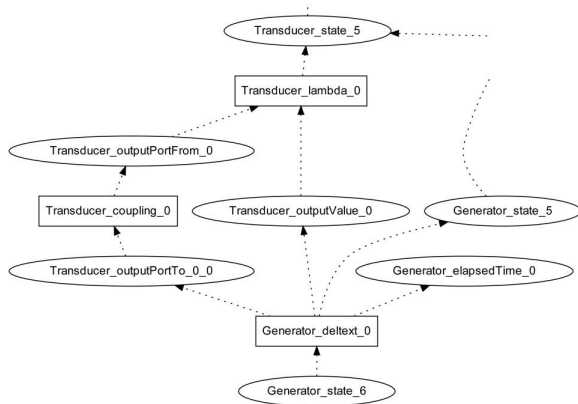 Transducer_state_5
Transducer_lambda_0
Transducer_outputPortFrom_0
Transducer_coupling_0
Transducer_outputValue_0
Generator_state_5
Transducer_outputPortTo_0_0
Generator_elapsedTime_0
Generator_deltext_0
Generator_state_6